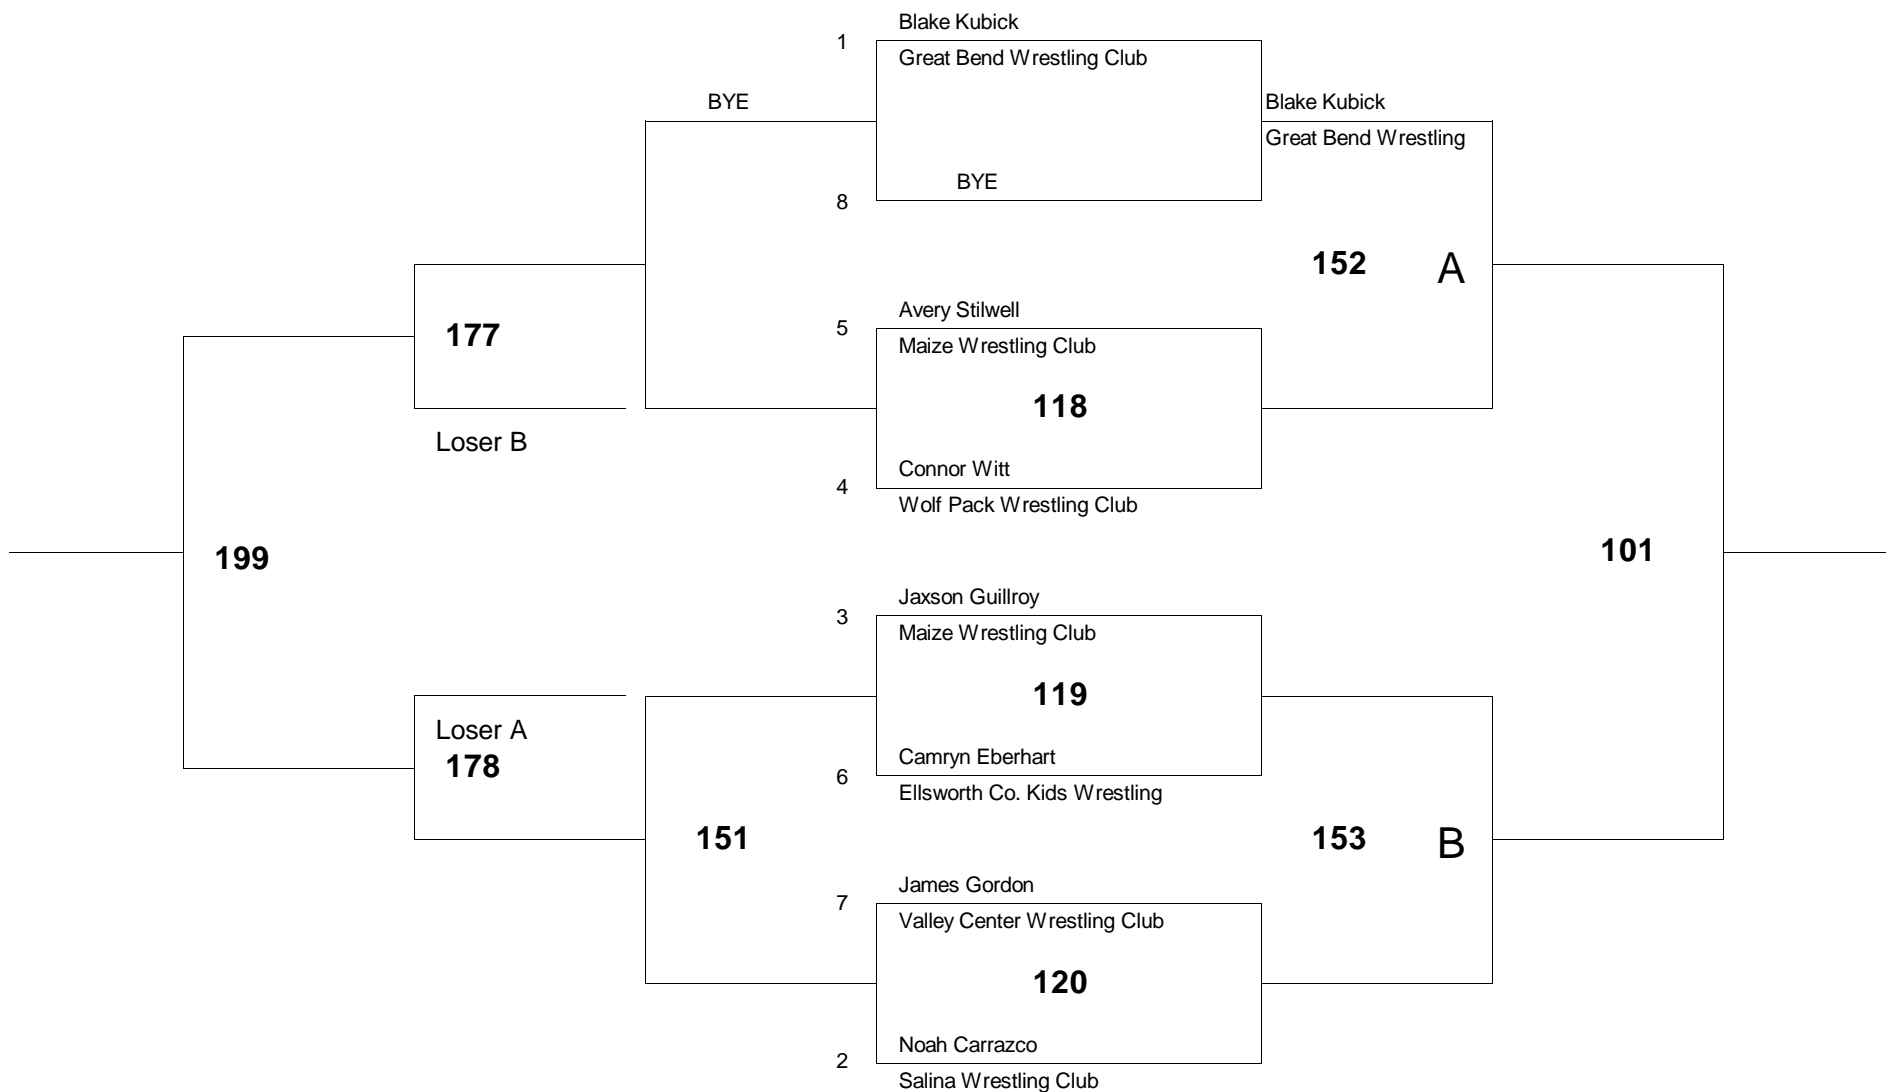 Blake Kubick
1
Great Bend Wrestling Club
BYE
Blake Kubick
Great Bend Wrestling
BYE
8
152 A
Avery Stilwell
5
177
Maize Wrestling Club
118
Loser B
Connor Witt
4
Wolf Pack Wrestling Club
199
101
Jaxson Guillroy
3
Maize Wrestling Club
119
Loser A
178
Camryn Eberhart
6
Ellsworth Co. Kids Wrestling
151
153 B
James Gordon
7
Valley Center Wrestling Club
120
Noah Carrazco
2
Salina Wrestling Club